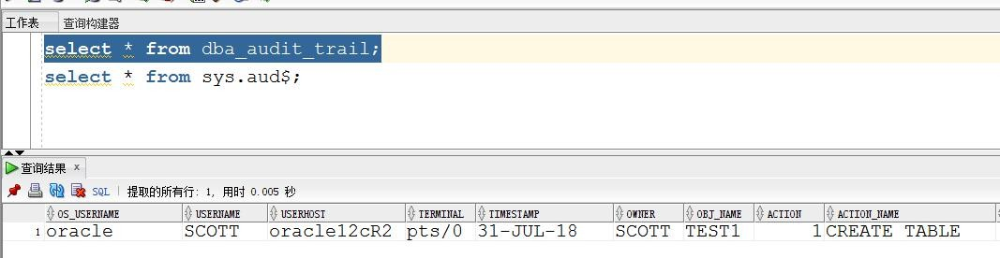 工作表 查询构建器
select * from dba_audit_trail;
select * from sys.aud$;
查询结果 x
SQL | 提取的所有行: 1, 用时 0.005 秒
OS_USERNAME USERNAME USERHOST TERMINAL TIMESTAMP OWNER OBJ_NAME ACTION ACTION_NAME
1 oracle SCOTT oracle12cR2 pts/0 31-JUL-18 SCOTT TEST1 1 CREATE TABLE